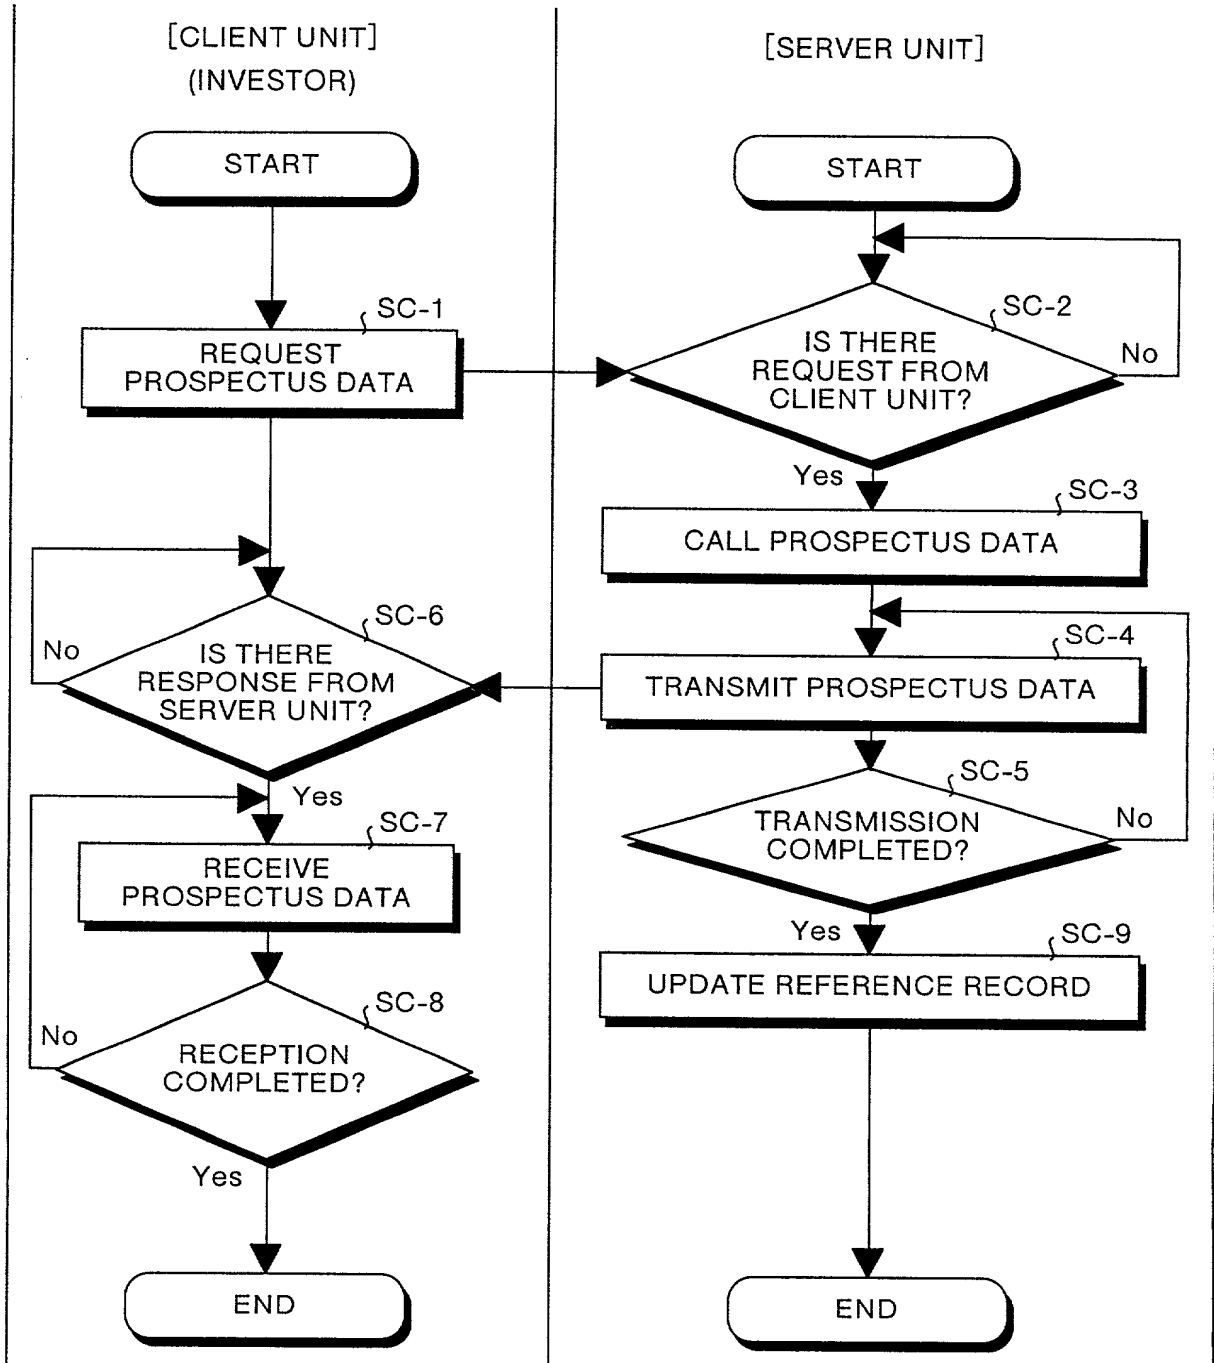 [CLIENT UNIT]
(INVESTOR)
START
SC-1
REQUEST
PROSPECTUS DATA
SC-6
No
IS THERE
RESPONSE FROM
SERVER UNIT?
Yes
SC-7
RECEIVE
PROSPECTUS DATA
SC-8
No
RECEPTION
COMPLETED?
Yes
END
[SERVER UNIT]
START
SC-2
IS THERE
REQUEST FROM
CLIENT UNIT?
No
Yes
SC-3
CALL PROSPECTUS DATA
SC-4
TRANSMIT PROSPECTUS DATA
SC-5
TRANSMISSION
COMPLETED?
No
Yes
SC-9
UPDATE REFERENCE RECORD
END